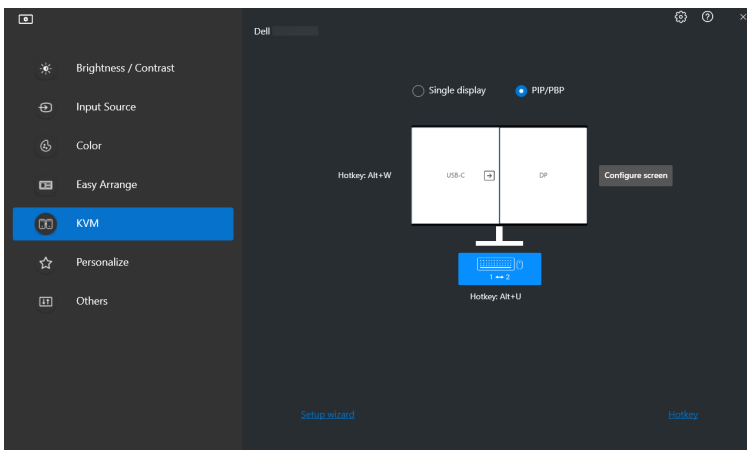 Dell
Brightness / Contrast
Input Source
Color
Easy Arrange
KVM
Personalize
Others
Single display
PIP/PBP
Hotkey: Alt+W
USB-C
DP
Configure screen
1 ↔ 2
Hotkey: Alt+U
Setup wizard
Hotkey